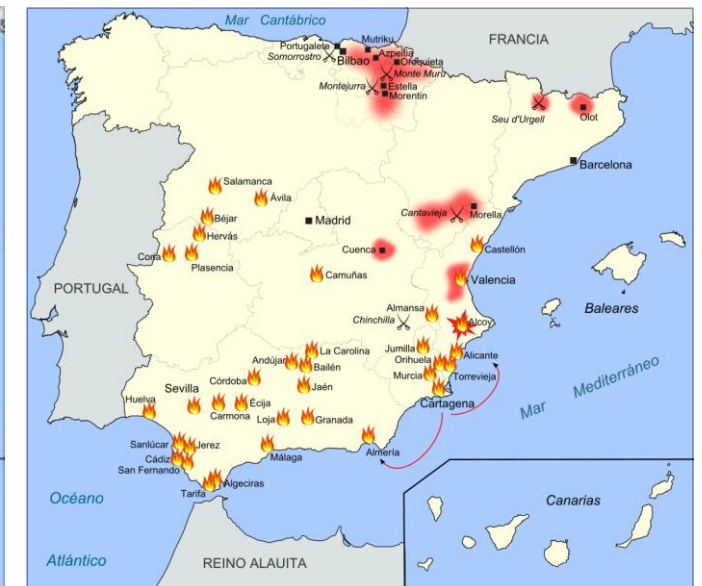 Mar Cantábrico
FRANCIA
Mutriku
Portugalete
Somorrostro
Bilbao
Azpeitia
Oroquieta
Monte Muru
Montejurra
Estella
Morentin
Seu d'Urgell
Olot
Barcelona
Salamanca
Ávila
Béjar
Hervás
Coria
Plasencia
Madrid
Cantavieja
Morella
Cuenca
Castellón
Camuñas
Valencia
PORTUGAL
Baleares
Almansa
Chinchilla
Alcoy
Jumilla
Orihuela
Alicante
Murcia
Torrevieja
Cartagena
Mar Mediterráneo
La Carolina
Andújar
Bailén
Córdoba
Jaén
Sevilla
Huelva
Carmona
Écija
Loja
Granada
Almería
Málaga
Sanlúcar
Jerez
Cádiz
San Fernando
Algeciras
Tarifa
Océano
Atlántico
REINO ALAUITA
Canarias